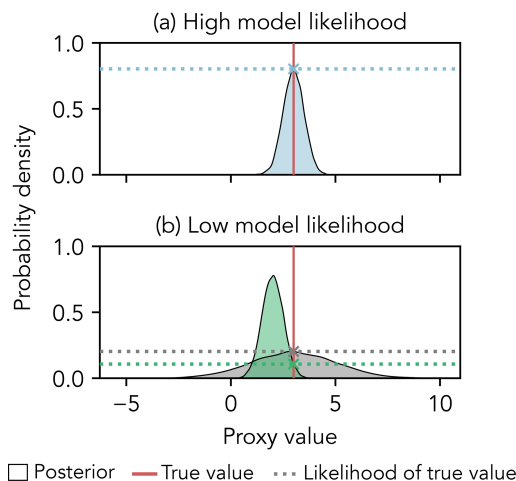 (a) High model likelihood
1.0
0.5
0.0
Probability density
(b) Low model likelihood
1.0
0.5
0.0
−5 0 5 10
Proxy value
Posterior True value Likelihood of true value